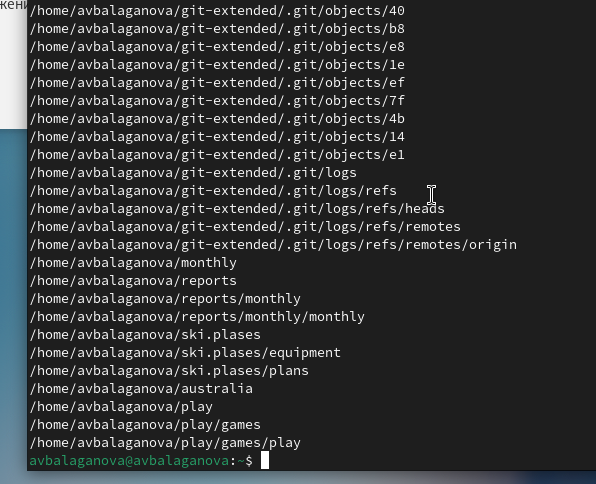 жени
/home/avbalaganova/git-extended/.git/objects/40
/home/avbalaganova/git-extended/.git/objects/b8
/home/avbalaganova/git-extended/.git/objects/e8
/home/avbalaganova/git-extended/.git/objects/1e
/home/avbalaganova/git-extended/.git/objects/ef
/home/avbalaganova/git-extended/.git/objects/7f
/home/avbalaganova/git-extended/.git/objects/4b
/home/avbalaganova/git-extended/.git/objects/14
/home/avbalaganova/git-extended/.git/objects/e1
/home/avbalaganova/git-extended/.git/logs
/home/avbalaganova/git-extended/.git/logs/refs
/home/avbalaganova/git-extended/.git/logs/refs/heads
/home/avbalaganova/git-extended/.git/logs/refs/remotes
/home/avbalaganova/git-extended/.git/logs/refs/remotes/origin
/home/avbalaganova/monthly
/home/avbalaganova/reports
/home/avbalaganova/reports/monthly
/home/avbalaganova/reports/monthly/monthly
/home/avbalaganova/ski.plases
/home/avbalaganova/ski.plases/equipment
/home/avbalaganova/ski.plases/plans
/home/avbalaganova/australia
/home/avbalaganova/play
/home/avbalaganova/play/games
/home/avbalaganova/play/games/play
avbalaganova@avbalaganova:~$